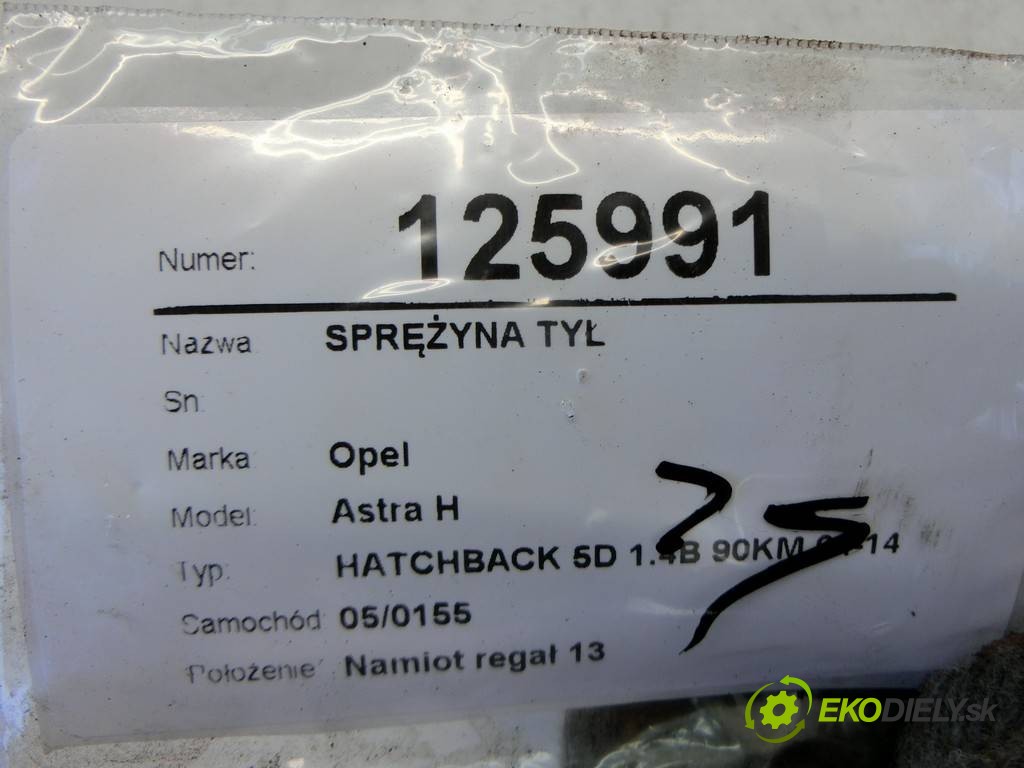 Numer: 125991
Nazwa SPRĘŻYNA TYŁ
Sn
Marka Opel
Model: Astra H
Typ: HATCHBACK 5D 1.4B 90KM 14
Samochód 05/0155
Położenie Namiot regał 13
EKODIELY.sk